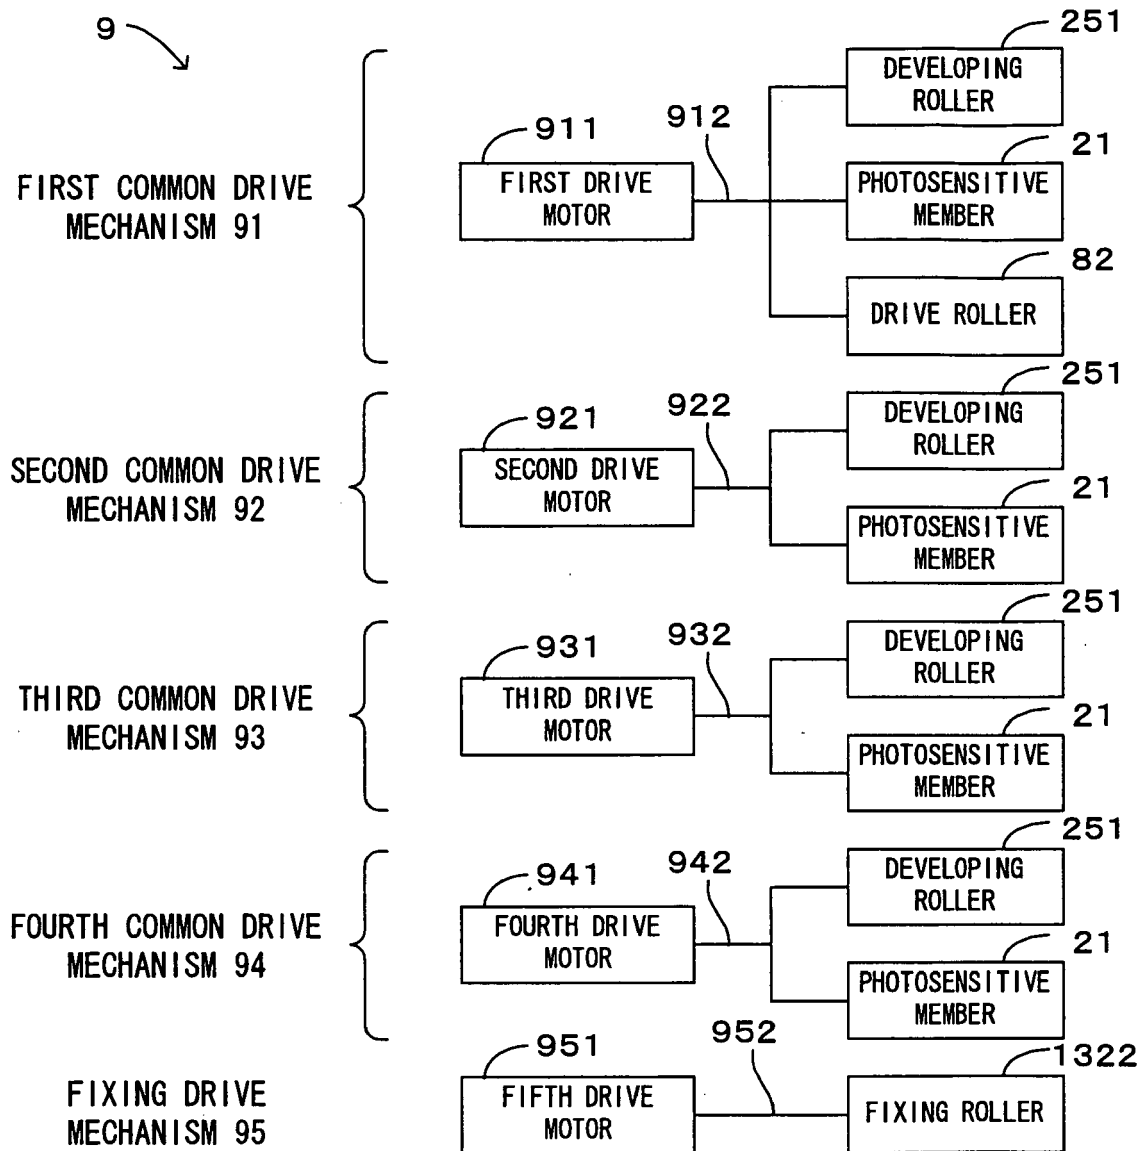 9
FIRST COMMON DRIVE
MECHANISM 91
911
FIRST DRIVE
MOTOR
912
251
DEVELOPING
ROLLER
21
PHOTOSENSITIVE
MEMBER
82
DRIVE ROLLER
SECOND COMMON DRIVE
MECHANISM 92
921
SECOND DRIVE
MOTOR
922
251
DEVELOPING
ROLLER
21
PHOTOSENSITIVE
MEMBER
THIRD COMMON DRIVE
MECHANISM 93
931
THIRD DRIVE
MOTOR
932
251
DEVELOPING
ROLLER
21
PHOTOSENSITIVE
MEMBER
FOURTH COMMON DRIVE
MECHANISM 94
941
FOURTH DRIVE
MOTOR
942
251
DEVELOPING
ROLLER
21
PHOTOSENSITIVE
MEMBER
FIXING DRIVE
MECHANISM 95
951
FIFTH DRIVE
MOTOR
952
1322
FIXING ROLLER